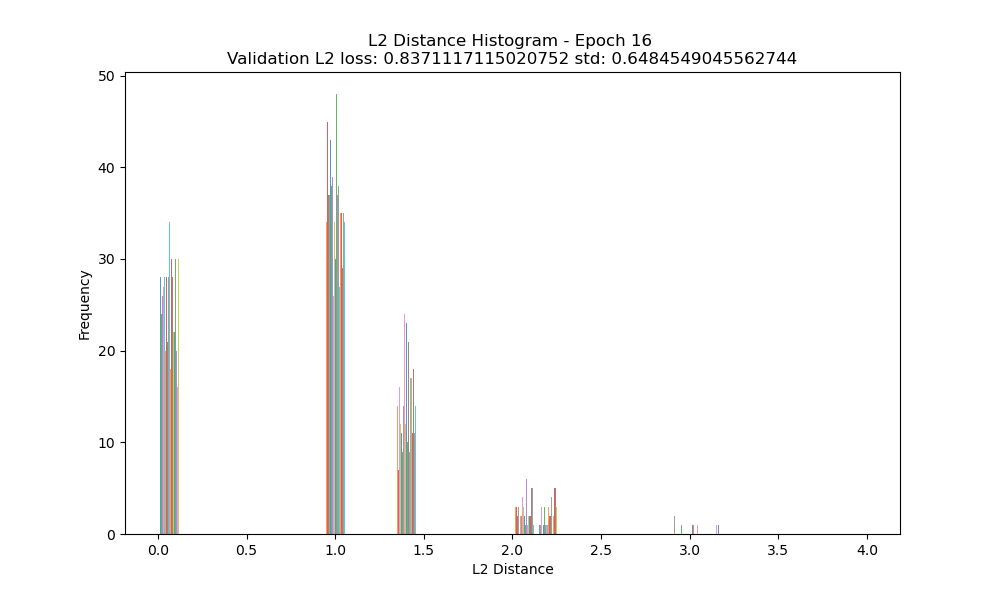 L2 Distance Histogram - Epoch 16
Validation L2 loss: 0.8371117115020752 std: 0.6484549045562744
50
40
30
20
10
0
Frequency
0.0 0.5 1.0 1.5 2.0 2.5 3.0 3.5 4.0
L2 Distance